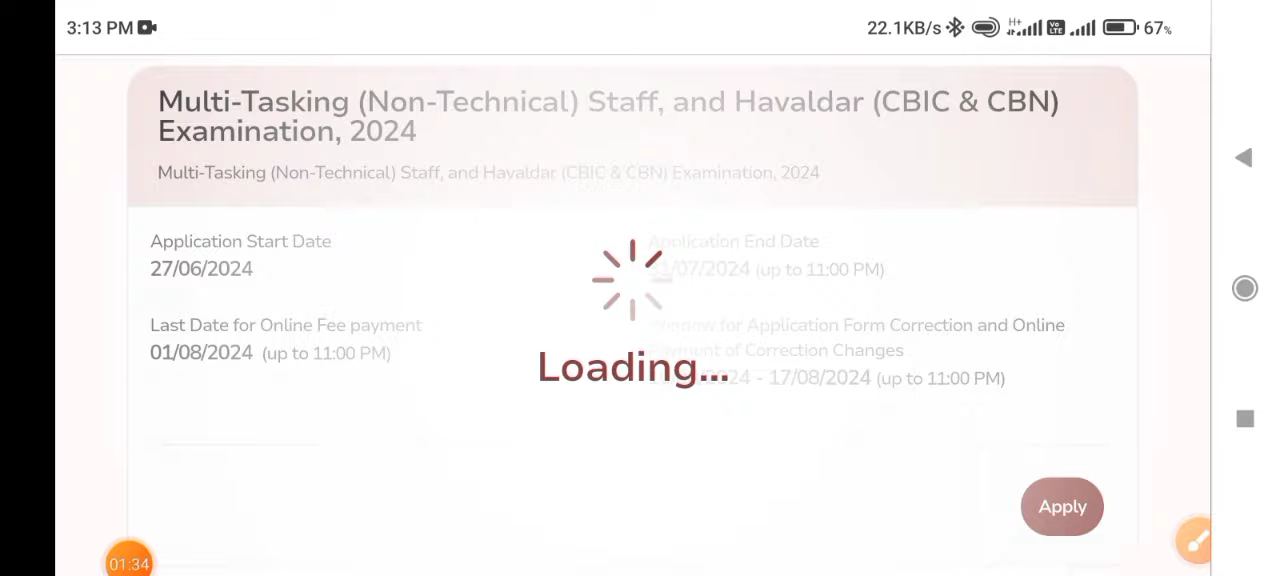 3:13 PM
22.1KB/s H+ Vo LTE 67%
Multi-Tasking (Non-Technical) Staff, and Havaldar (CBIC & CBN)
Examination, 2024
Multi-Tasking (Non-Technical) Staff, and Havaldar (CBIC & CBN) Examination, 2024
Application Start Date
27/06/2024
Application End Date
/07/2024 (up to 11:00 PM)
Last Date for Online Fee payment
01/08/2024 (up to 11:00 PM)
for Application Form Correction and Online
Payment of Correction Changes
24 - 17/08/2024 (up to 11:00 PM)
Loading...
Apply
01:34